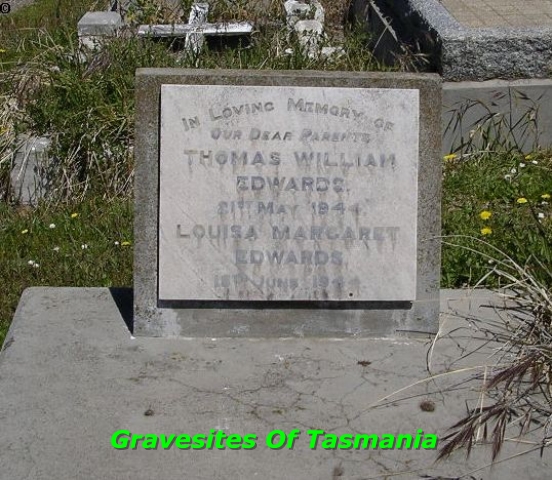 In Loving Memory of
Our Dear Parents
THOMAS WILLIAM
EDWARDS.
21st May 1944
LOUISA MARGARET
EDWARDS
June
Gravesites Of Tasmania